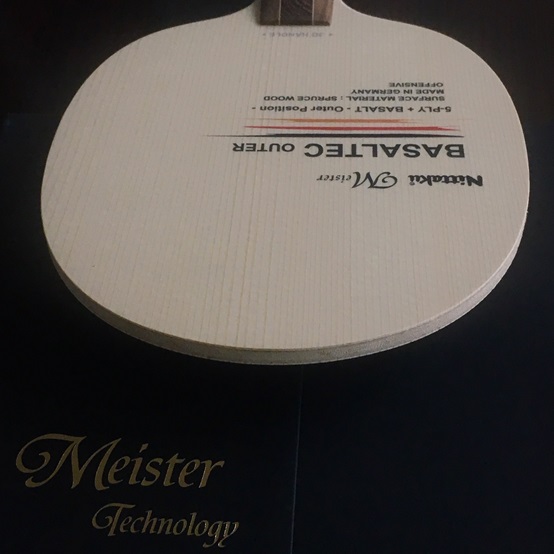 Nittaku Meister
BASALTEC OUTER
5-PLY + BASALT - Outer Position -
SURFACE MATERIAL : SPRUCE WOOD
MADE IN GERMANY
OFFENSIVE
Meister
Technology